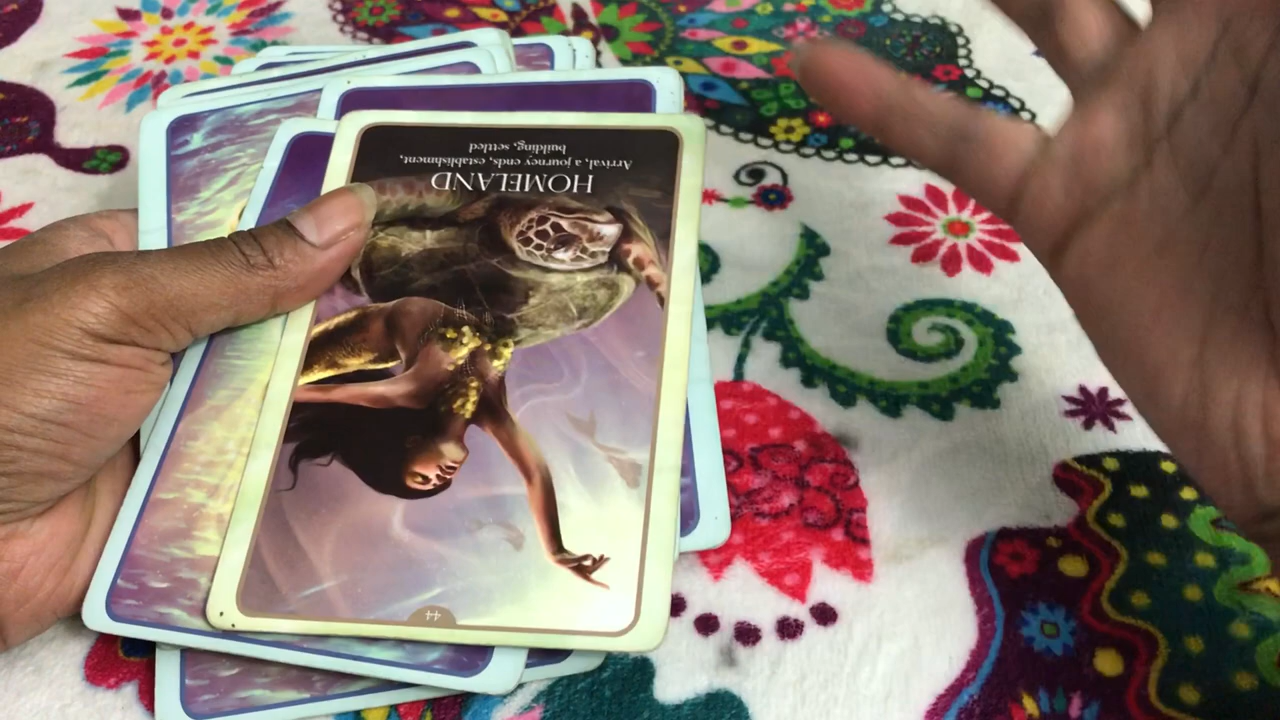 44
HOMELAND
Arrival, a journey ends, establishment,
building, settled